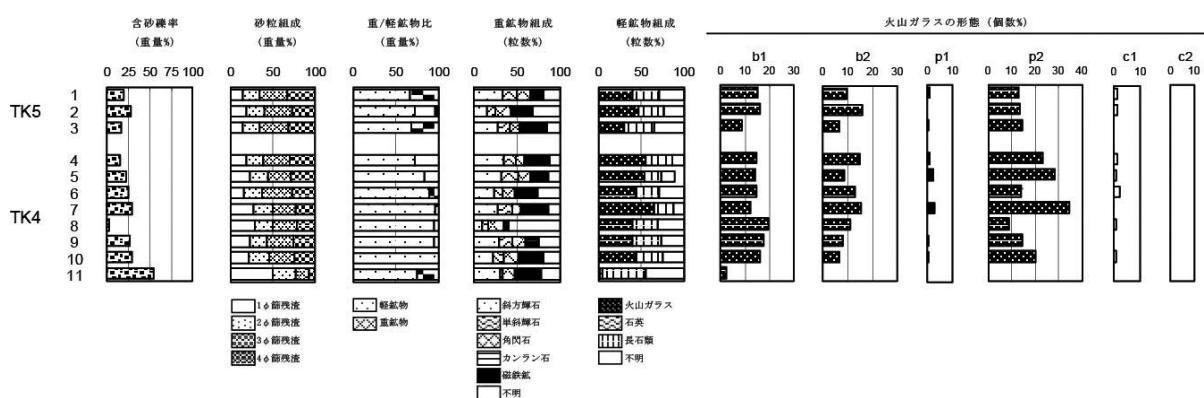 含砂礫率 砂粒組成 重/軽鉱物比 重鉱物組成 軽鉱物組成 火山ガラスの形態 (個数%)
(重量%) (重量%) (重量%) (粒数%) (粒数%)
b1 b2 p1 p2 c1 c2
0 25 50 75 100 0 50 100 0 50 100 0 50 100 0 50 100 0 10 20 30 0 10 20 30 0 10 0 10 20 30 40 0 10 0 10
1
TK5 2
3
4
5
6
TK4 7
8
9
10
11
1φ篩残渣 軽鉱物 斜方輝石 火山ガラス
2φ篩残渣 重鉱物 単斜輝石 石英
3φ篩残渣 角閃石 長石類
4φ篩残渣 カンラン石 不明
磁鉄鉱
不明